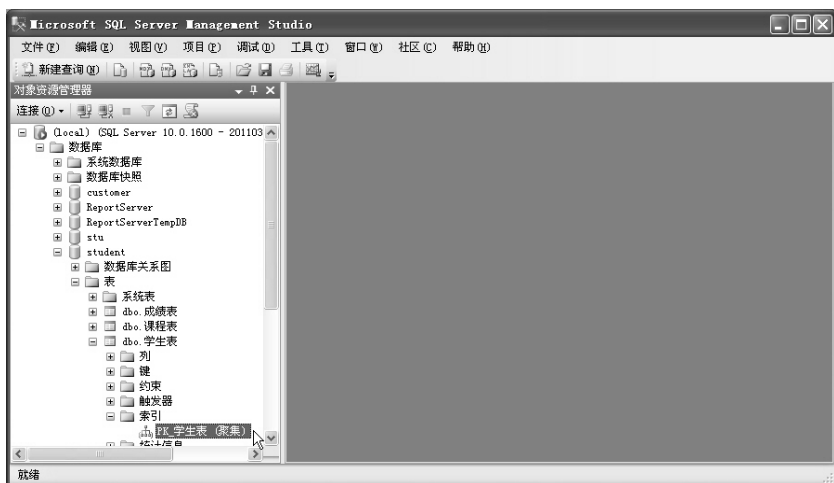 Microsoft SQL Server Management Studio
文件(F) 编辑(E) 视图(V) 项目(P) 调试(D) 工具(T) 窗口(W) 社区(C) 帮助(H)
新建查询(N)
对象资源管理器
连接(O)
(local) (SQL Server 10.0.1600 - 201103
数据库
系统数据库
数据库快照
customer
ReportServer
ReportServerTempDB
stu
student
数据库关系图
表
系统表
dbo.成绩表
dbo.课程表
dbo.学生表
列
键
约束
触发器
索引
PK_学生表 (聚集)
统计信息
就绪